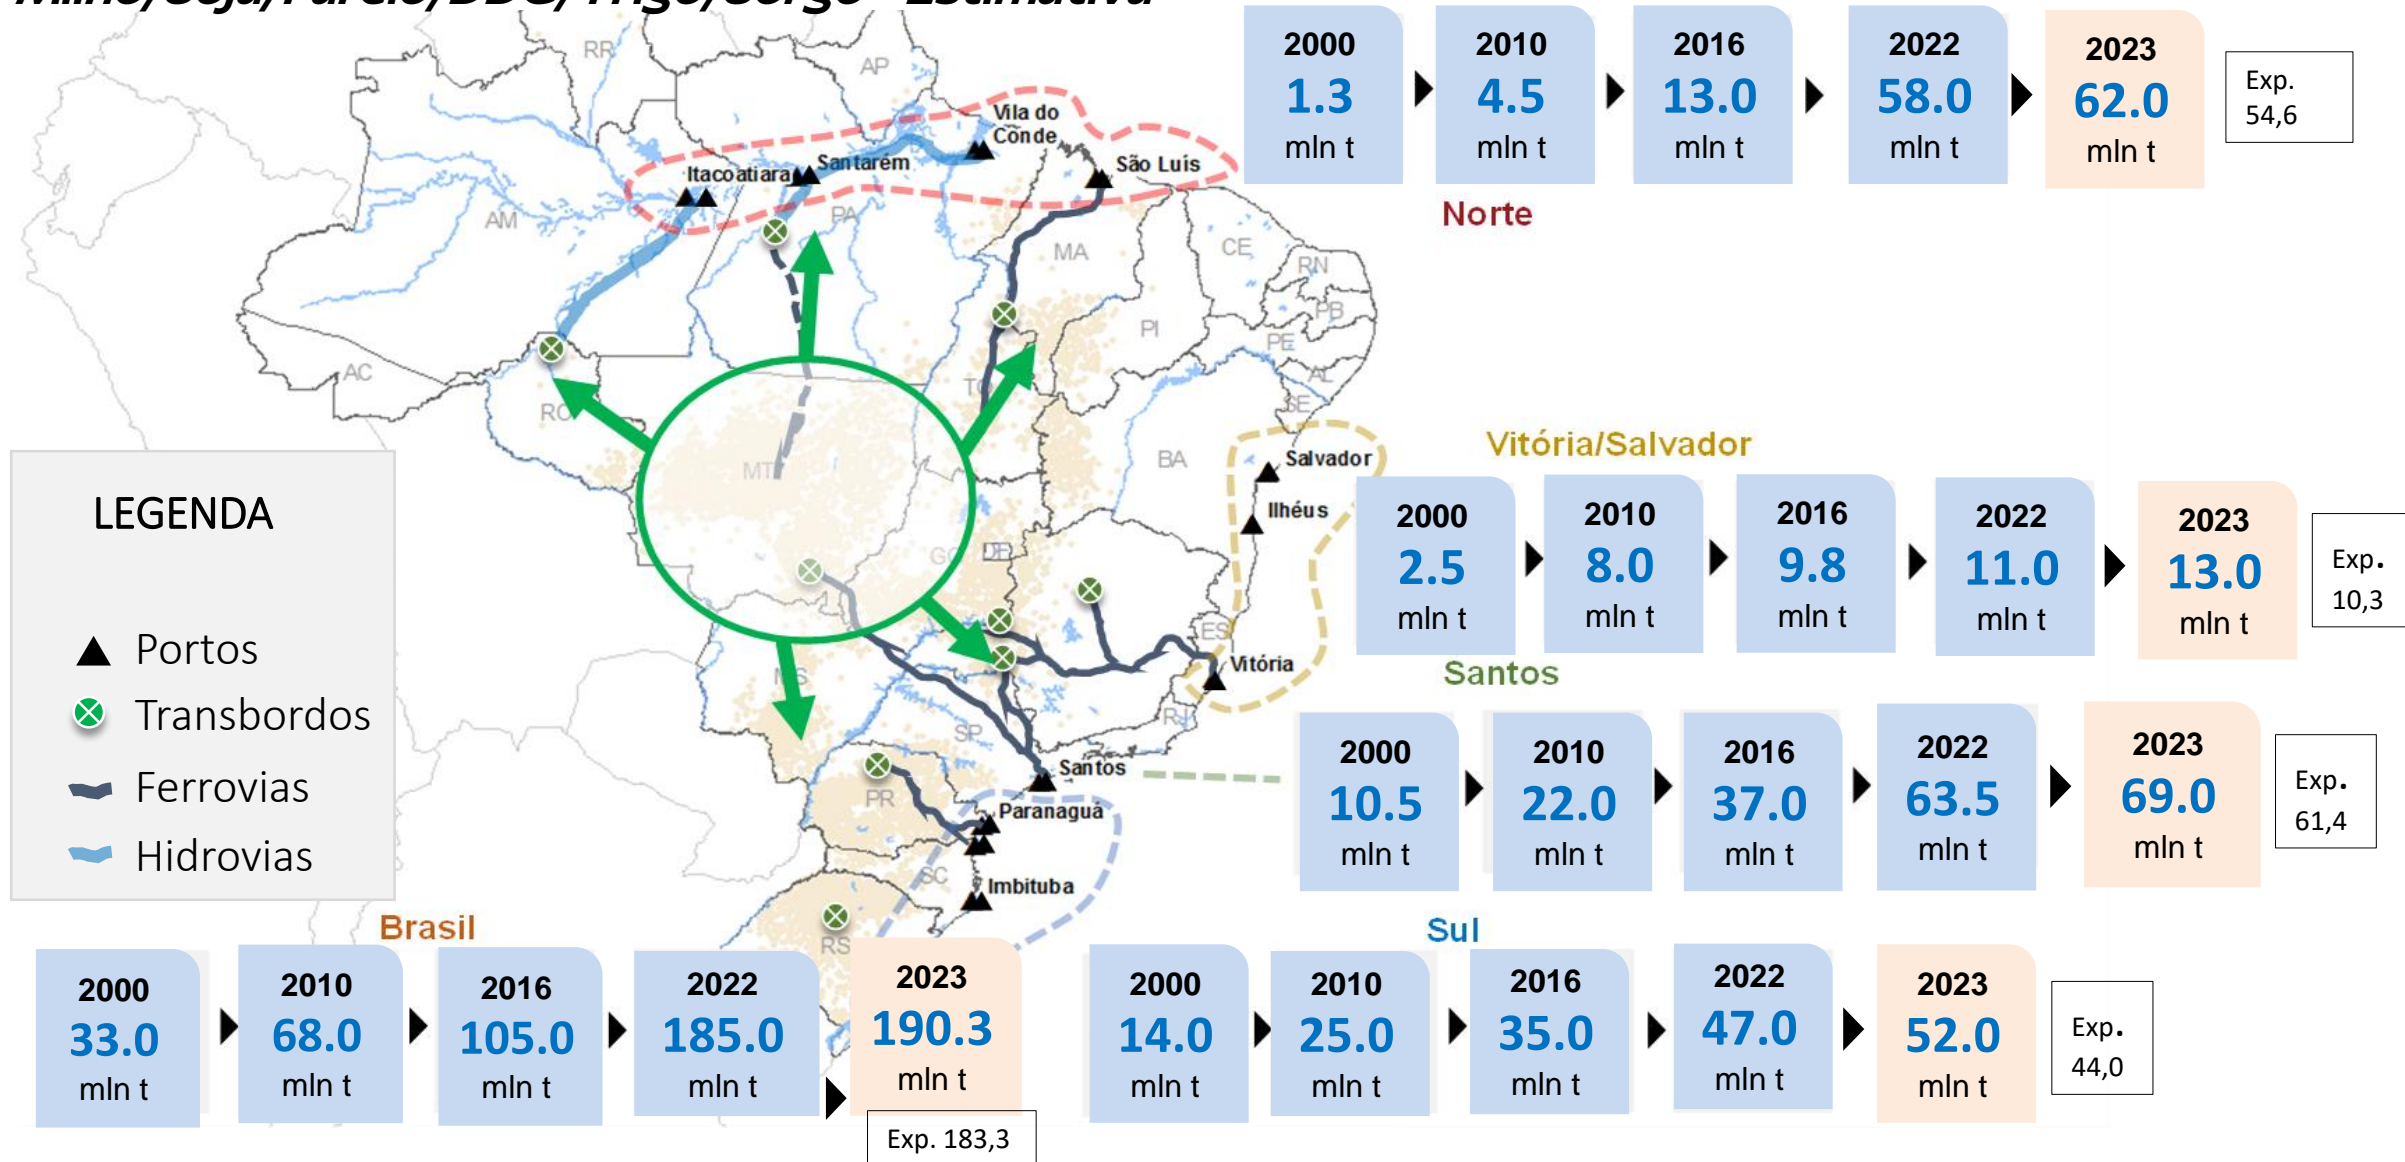 Milho/Soja/Farelo/DDG/Trigo/Sorgo Estimativa
2000
1.3
mln t
2010
4.5
mln t
2016
13.0
mln t
2022
58.0
mln t
2023
62.0
mln t
Exp.
54,6
Norte
RR
AP
AM
PA
MA
CE
RN
PB
PE
AL
SE
PI
AC
RO
TO
MT
BA
GO
DF
MS
ES
SP
RJ
PR
SC
RS
Vila do
Conde
Santarém
Itacoatiara
São Luís
Salvador
Ilhéus
Vitória
Santos
Paranaguá
Imbituba
LEGENDA
Portos
Transbordos
Ferrovias
Hidrovias
Vitória/Salvador
2000
2.5
mln t
2010
8.0
mln t
2016
9.8
mln t
2022
11.0
mln t
2023
13.0
mln t
Exp.
10,3
Santos
2000
10.5
mln t
2010
22.0
mln t
2016
37.0
mln t
2022
63.5
mln t
2023
69.0
mln t
Exp.
61,4
Brasil
2000
33.0
mln t
2010
68.0
mln t
2016
105.0
mln t
2022
185.0
mln t
2023
190.3
mln t
Exp. 183,3
Sul
2000
14.0
mln t
2010
25.0
mln t
2016
35.0
mln t
2022
47.0
mln t
2023
52.0
mln t
Exp.
44,0